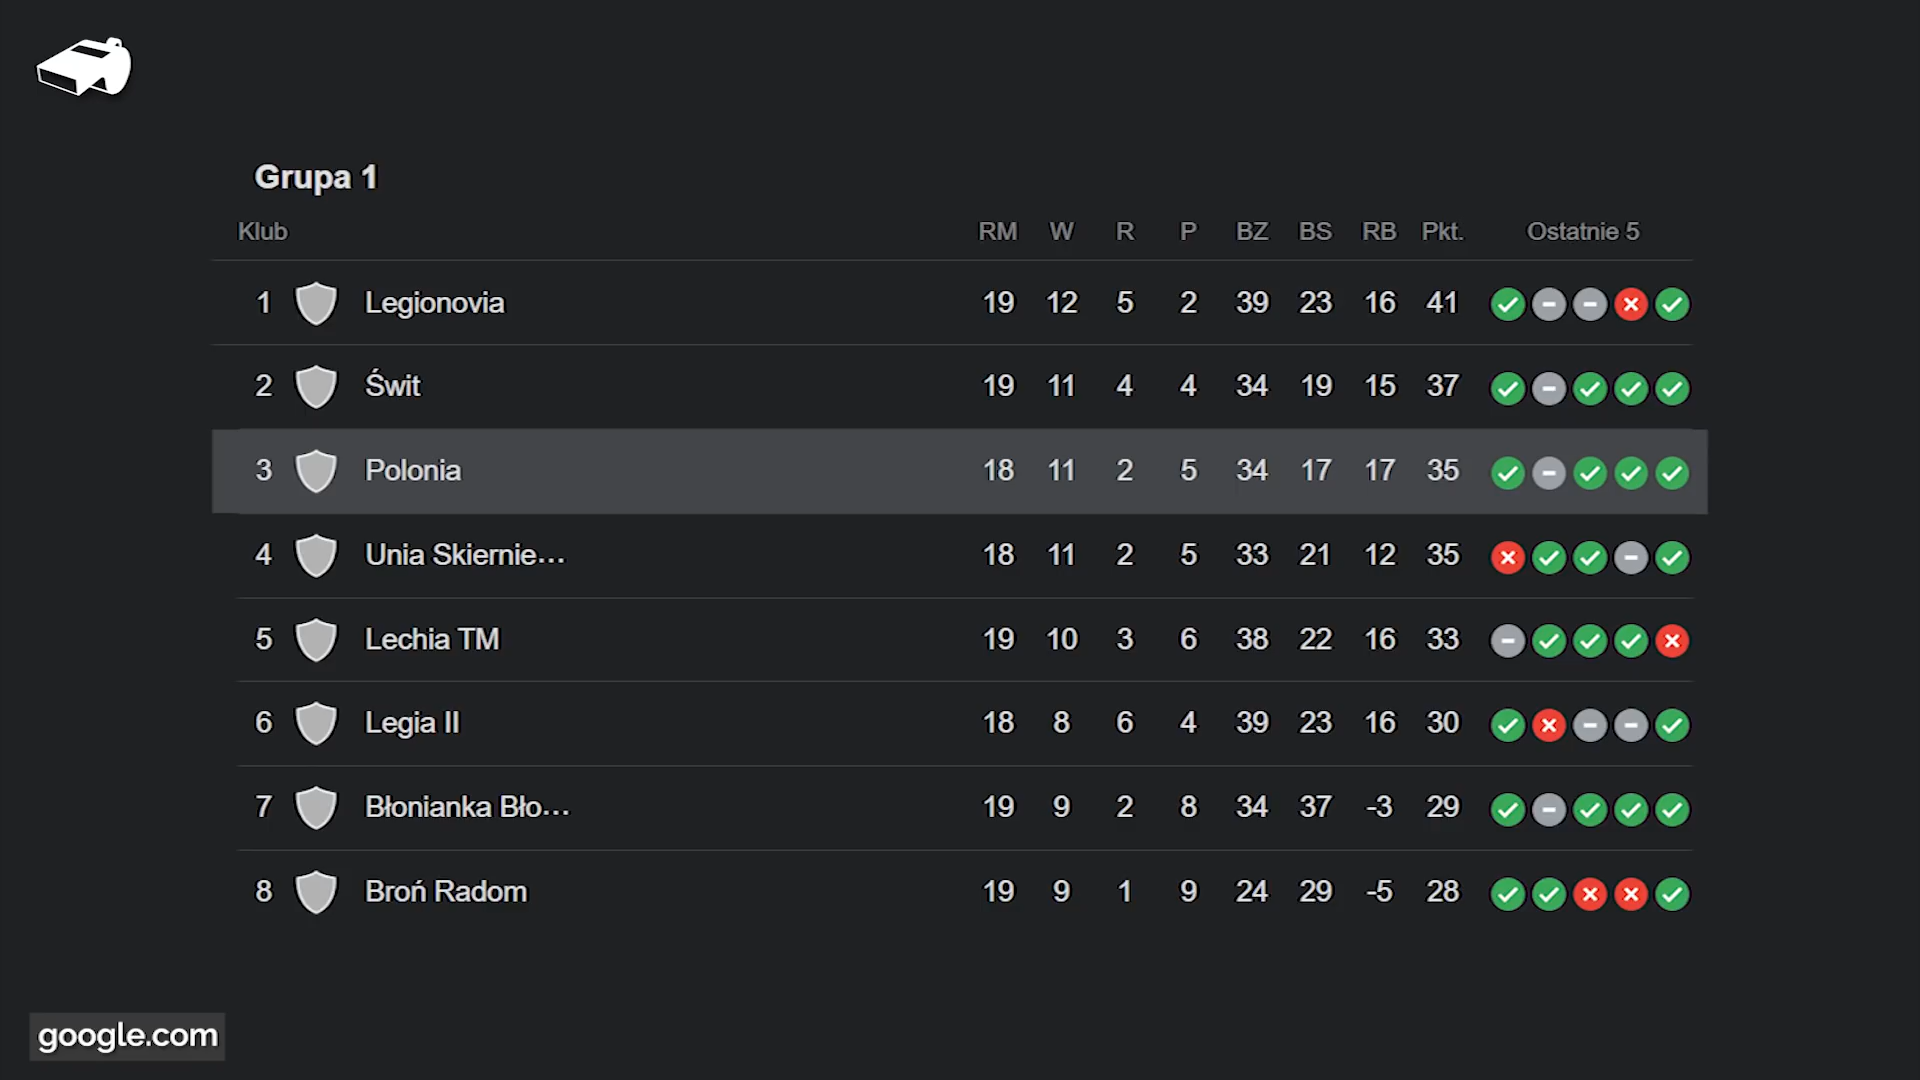 Grupa 1
Klub RM W R P BZ BS RB Pkt. Ostatnie 5
1 Legionovia 19 12 5 2 39 23 16 41
2 Świt 19 11 4 4 34 19 15 37
3 Polonia 18 11 2 5 34 17 17 35
4 Unia Skiernie... 18 11 2 5 33 21 12 35
5 Lechia TM 19 10 3 6 38 22 16 33
6 Legia II 18 8 6 4 39 23 16 30
7 Błonianka Bło... 19 9 2 8 34 37 -3 29
8 Broń Radom 19 9 1 9 24 29 -5 28
google.com